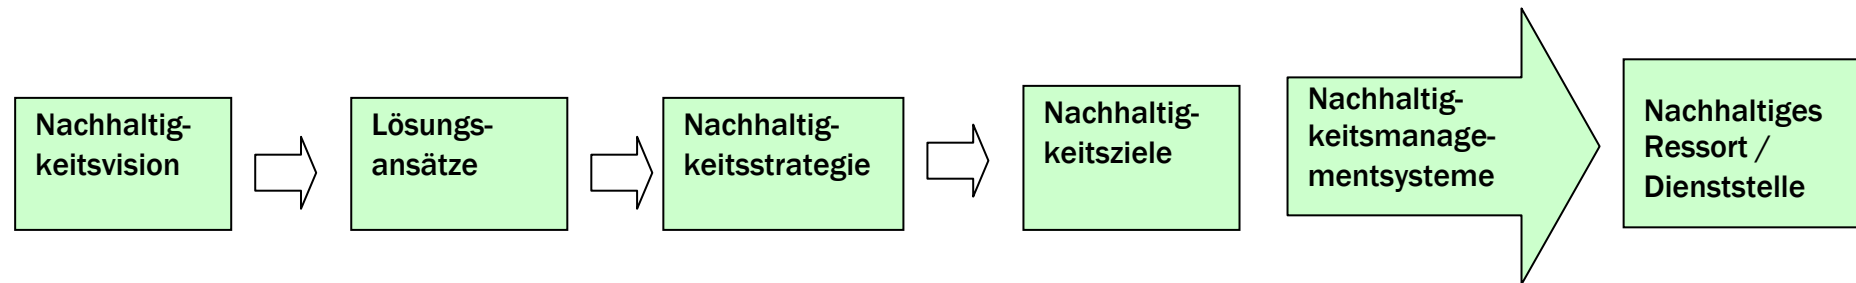 Nachhaltig-
keitsvision
Lösungs-
ansätze
Nachhaltig-
keitsstrategie
Nachhaltig-
keitsziele
Nachhaltig-
keitsmanage-
mentsysteme
Nachhaltiges
Ressort /
Dienststelle